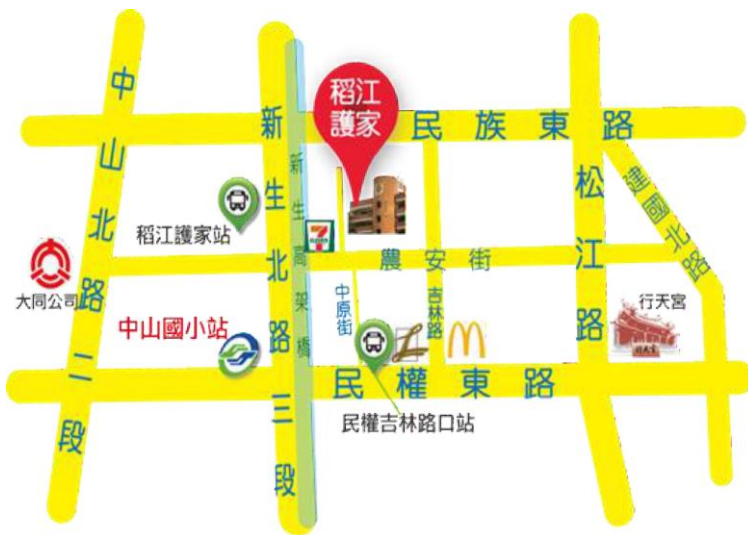 中山北路二段
新生北路三段
新生高架橋
稻江
護家
民族東路
松江路
建國北路
稻江護家站
7
ELEVEN
農安街
大同公司
中山國小站
中原街
吉林路
行天宮
民權東路
民權吉林路口站